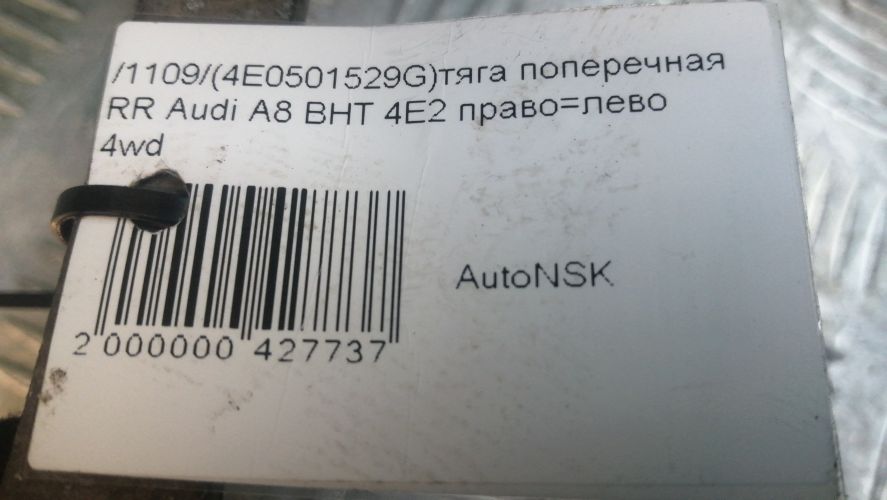 /1109/(4E0501529G)тяга поперечная
RR Audi A8 BHT 4E2 право=лево
4wd
AutoNSK
2 000000 427737